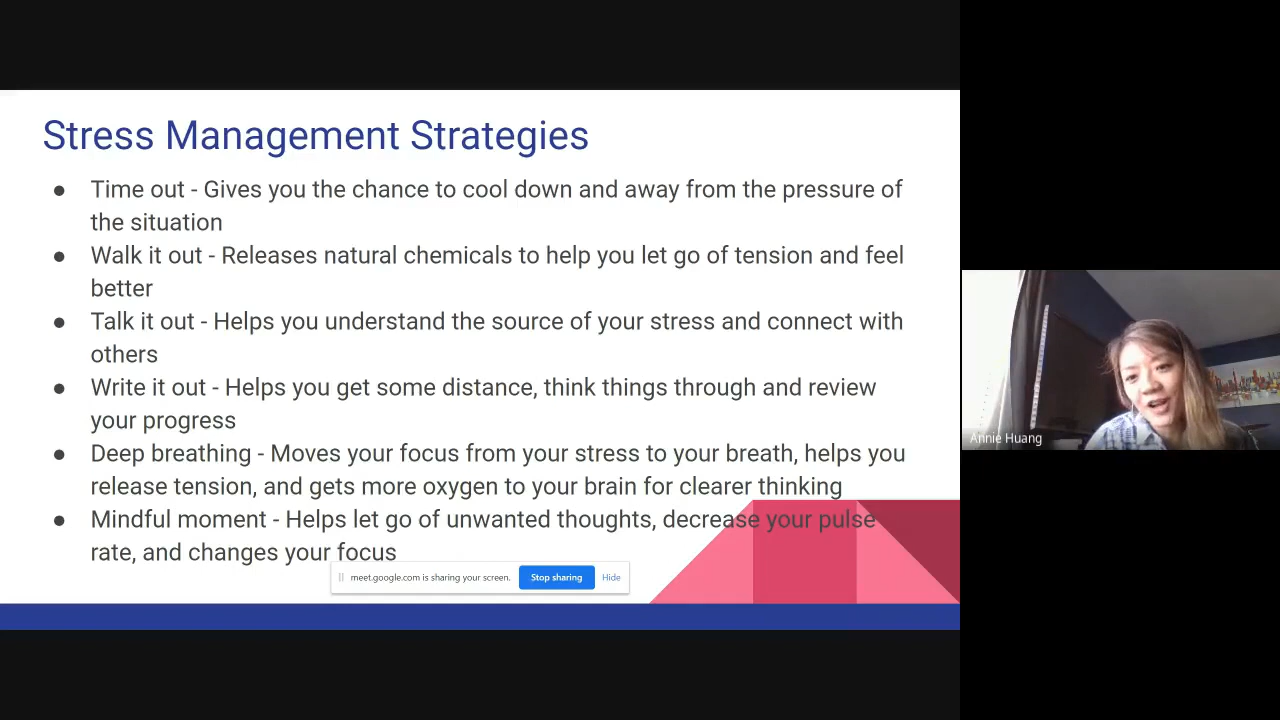 Stress Management Strategies
● Time out - Gives you the chance to cool down and away from the pressure of
the situation
● Walk it out - Releases natural chemicals to help you let go of tension and feel
better
● Talk it out - Helps you understand the source of your stress and connect with
others
● Write it out - Helps you get some distance, think things through and review
your progress
● Deep breathing - Moves your focus from your stress to your breath, helps you
release tension, and gets more oxygen to your brain for clearer thinking
● Mindful moment - Helps let go of unwanted thoughts, decrease your pulse
rate, and changes your focus
meet.google.com is sharing your screen. Stop sharing Hide
Annie Huang